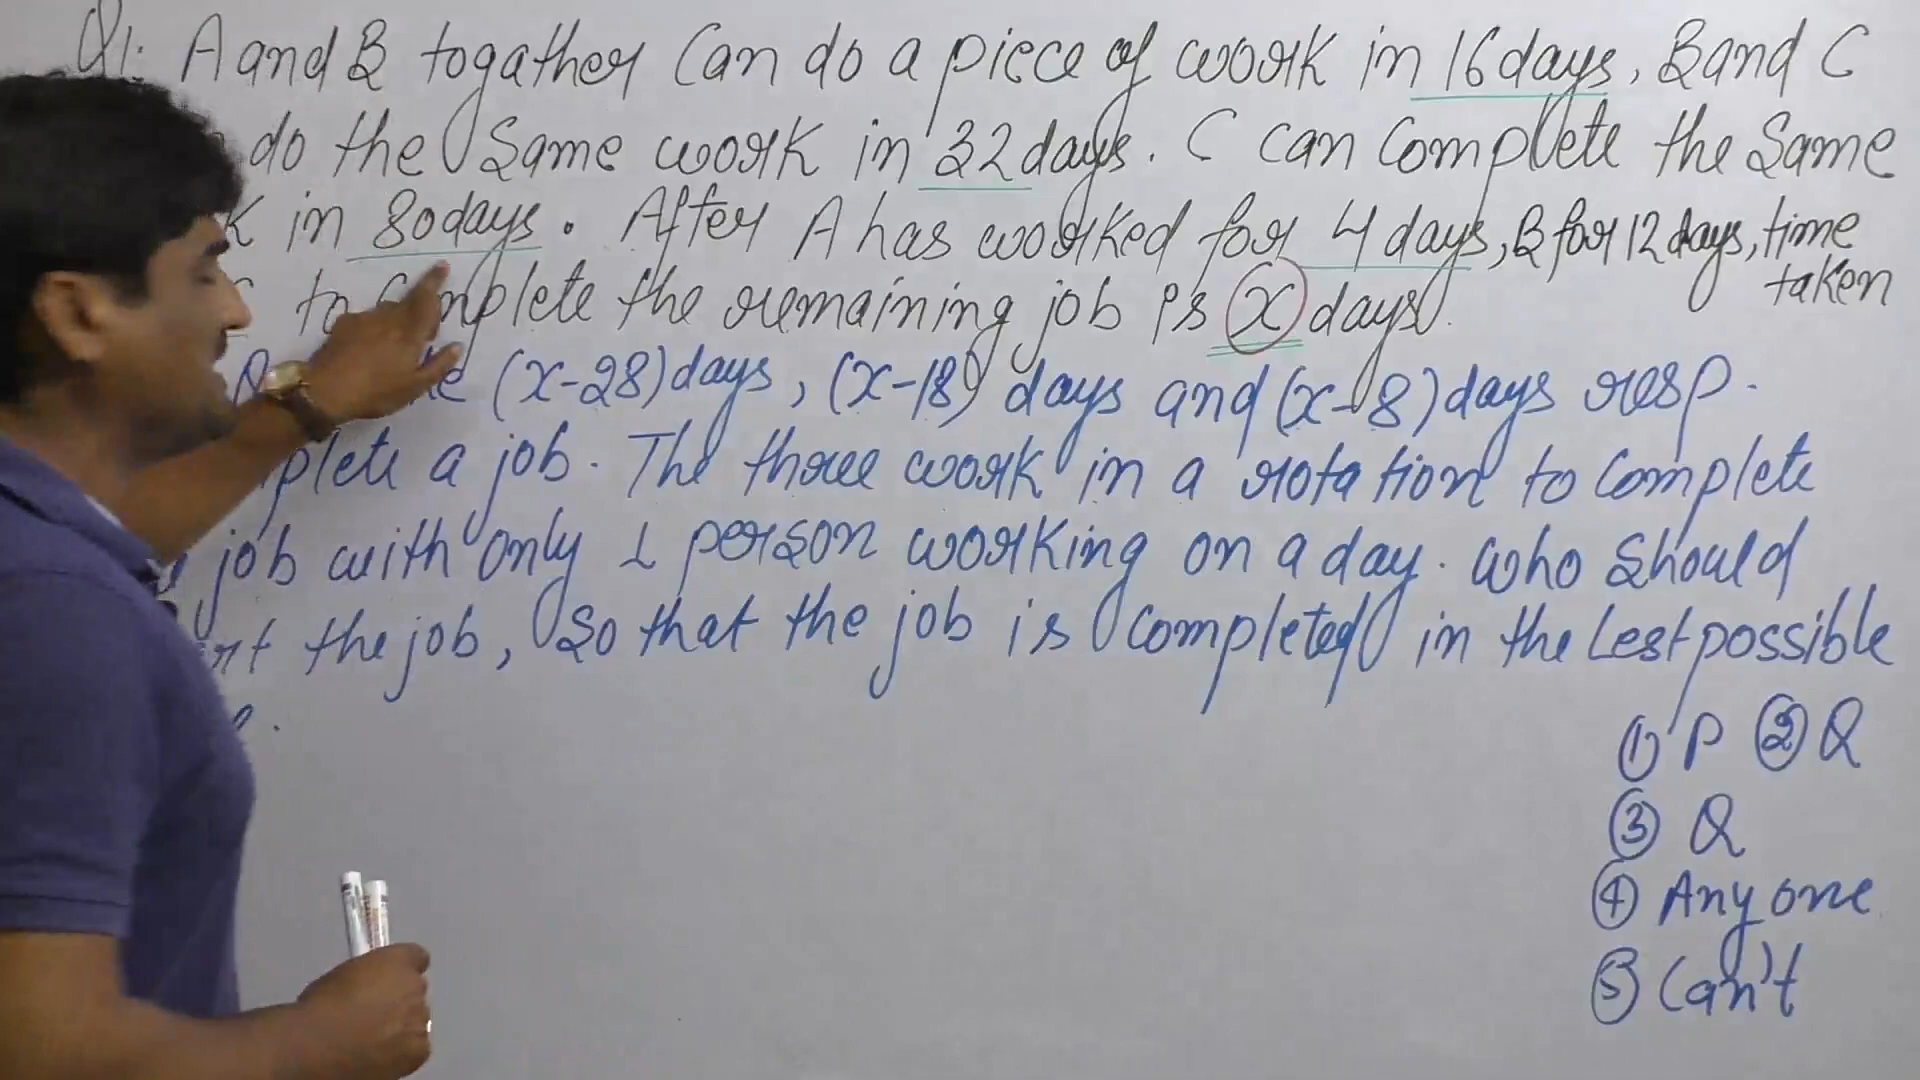 Q1: A and B togather Can do a piece of work in 16 days, B and C
do the Same work in 32 days. C can Complete the Same
K in 80 days. After A has worked for 4 days, B for 12 days, time taken
to Complete the remaining job is x days.
Q (x-28) days, (x-18) days and (x-8) days resp.
plete a job. The three work in a rotation to Complete
job with only 1 person working on a day. Who Should
rt the job, So that the job is Completed in the Lest possible
① P ② Q
③ Q
④ Any one
⑤ Can't